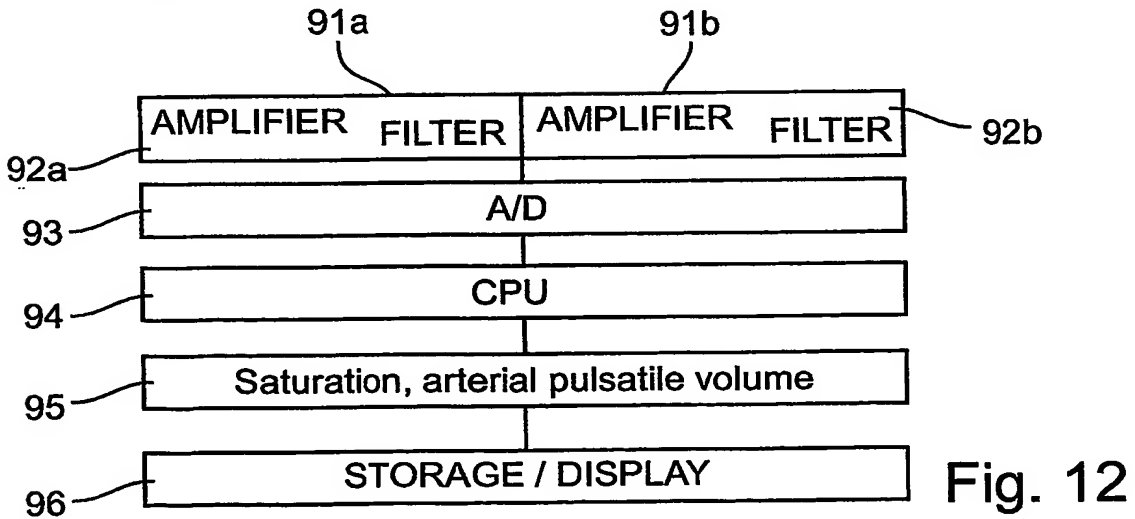 91a 91b
AMPLIFIER FILTER AMPLIFIER FILTER
92a 92b
A/D
93
CPU
94
Saturation, arterial pulsatile volume
95
STORAGE / DISPLAY
96
Fig. 12